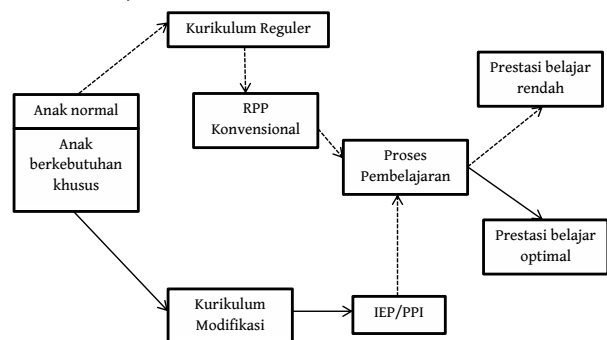 Kurikulum Reguler
Prestasi belajar
rendah
Anak normal
RPP
Konvensional
Anak
berkebutuhan
khusus
Proses
Pembelajaran
Prestasi belajar
optimal
Kurikulum
Modifikasi
IEP/PPI